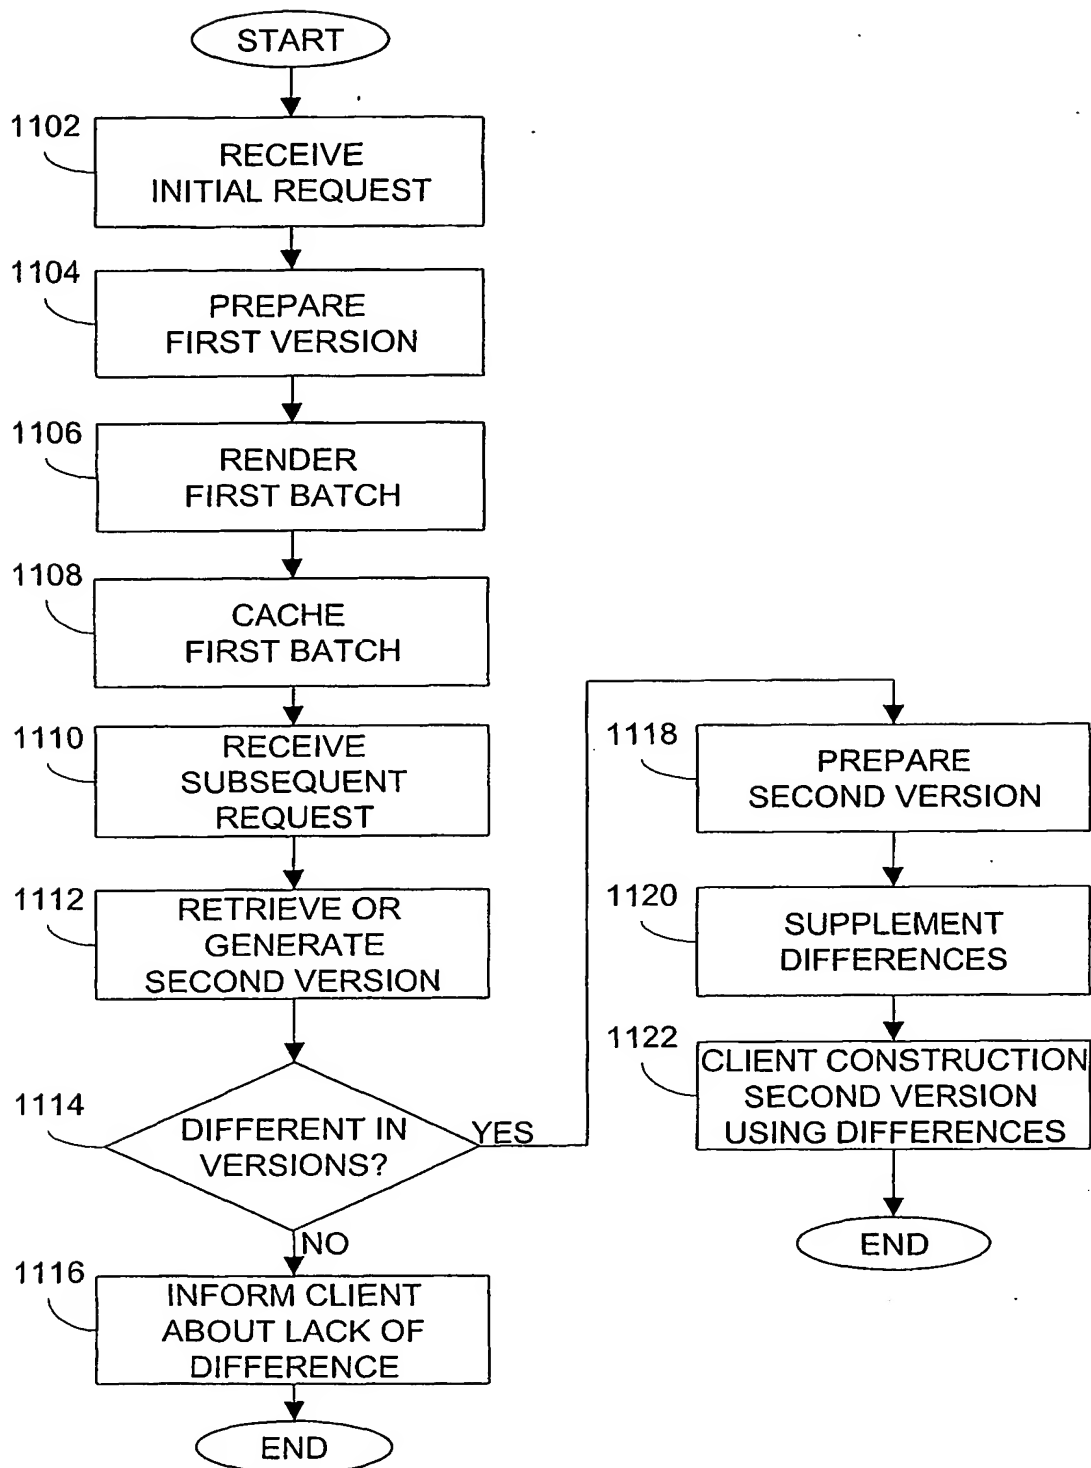 START
1102
RECEIVE
INITIAL REQUEST
1104
PREPARE
FIRST VERSION
1106
RENDER
FIRST BATCH
1108
CACHE
FIRST BATCH
1110
RECEIVE
SUBSEQUENT
REQUEST
1112
RETRIEVE OR
GENERATE
SECOND VERSION
1114
DIFFERENT IN
VERSIONS?
YES
NO
1116
INFORM CLIENT
ABOUT LACK OF
DIFFERENCE
END
1118
PREPARE
SECOND VERSION
1120
SUPPLEMENT
DIFFERENCES
1122
CLIENT CONSTRUCTION
SECOND VERSION
USING DIFFERENCES
END